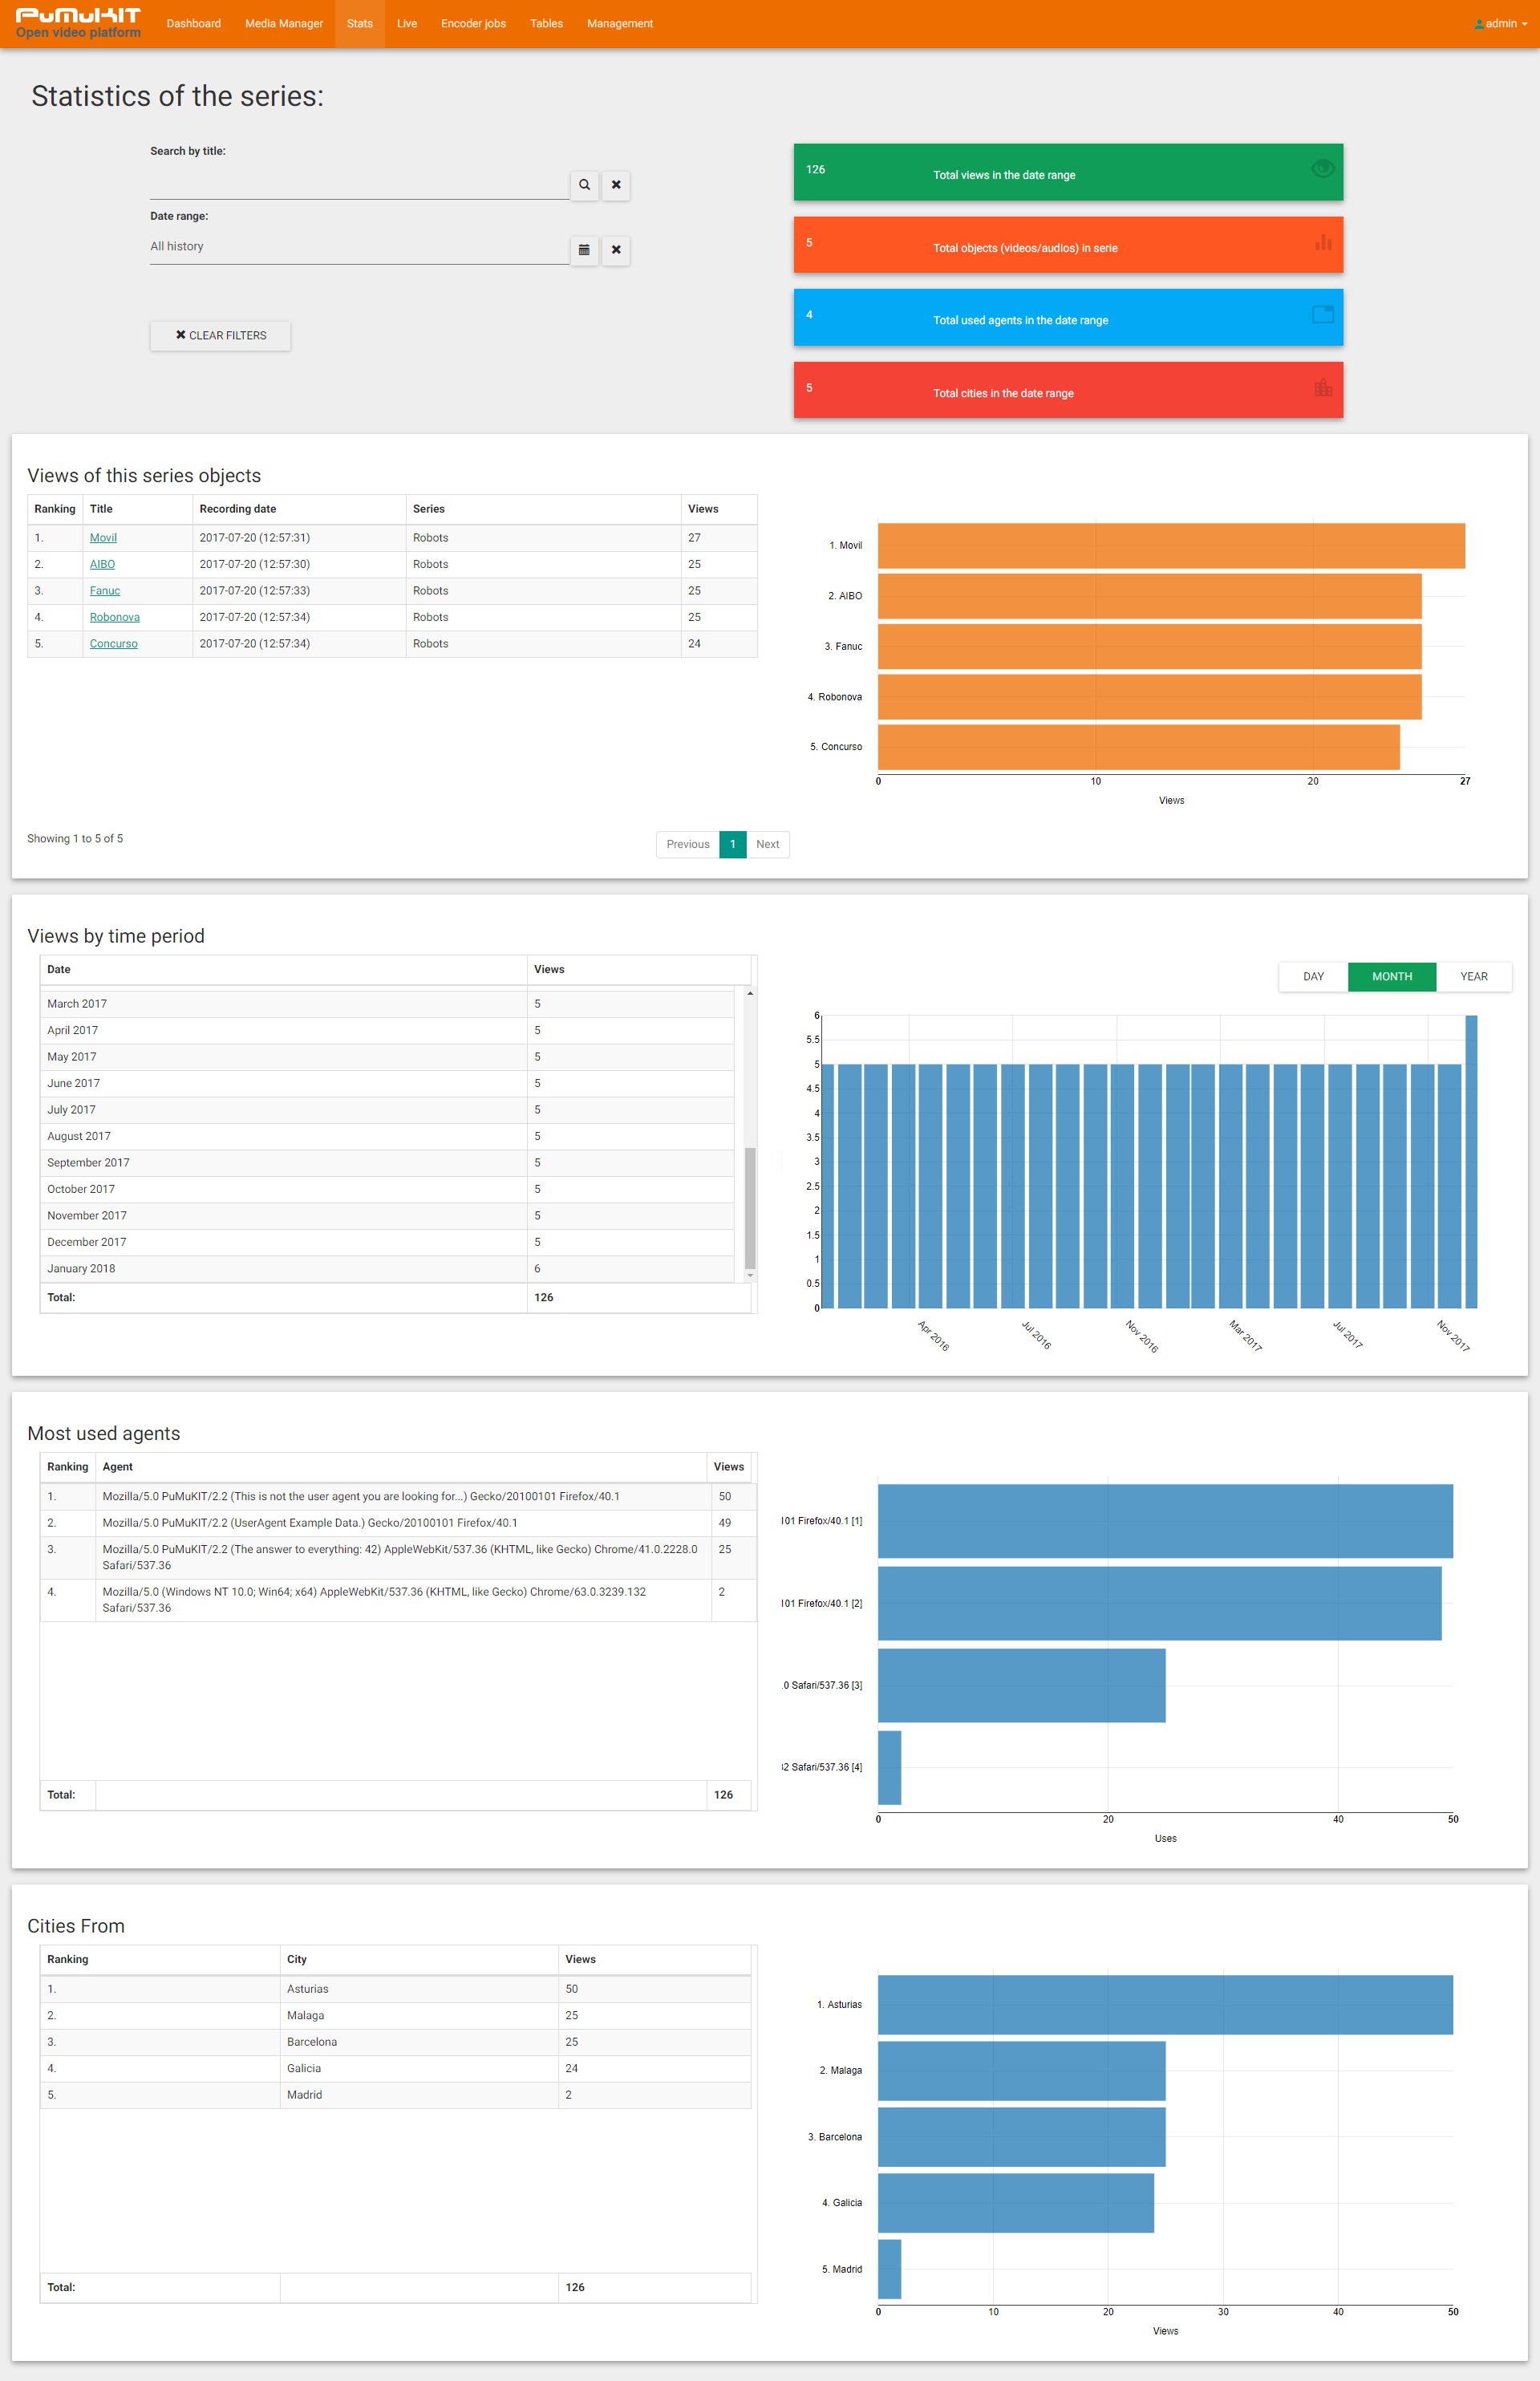 PuMuKIT
Open video platform
Dashboard Media Manager Stats Live Encoder jobs Tables Management admin
Statistics of the series:
Search by title:
Date range:
All history
CLEAR FILTERS
126 Total views in the date range
5 Total objects (videos/audios) in serie
4 Total used agents in the date range
5 Total cities in the date range
Views of this series objects
Ranking Title Recording date Series Views
1. Movil 2017-07-20 (12:57:31) Robots 27
2. AIBO 2017-07-20 (12:57:30) Robots 25
3. Fanuc 2017-07-20 (12:57:33) Robots 25
4. Robonova 2017-07-20 (12:57:34) Robots 25
5. Concurso 2017-07-20 (12:57:34) Robots 24
1. Movil
2. AIBO
3. Fanuc
4. Robonova
5. Concurso
0 10 20 27
Views
Showing 1 to 5 of 5
Previous 1 Next
Views by time period
Date Views
March 2017 5
April 2017 5
May 2017 5
June 2017 5
July 2017 5
August 2017 5
September 2017 5
October 2017 5
November 2017 5
December 2017 5
January 2018 6
Total: 126
DAY MONTH YEAR
6
5.5
5
4.5
4
3.5
3
2.5
2
1.5
1
0.5
0
Apr 2016 Jul 2016 Nov 2016 Mar 2017 Jul 2017 Nov 2017
Most used agents
Ranking Agent Views
1. Mozilla/5.0 PuMuKIT/2.2 (This is not the user agent you are looking for...) Gecko/20100101 Firefox/40.1 50
2. Mozilla/5.0 PuMuKIT/2.2 (UserAgent Example Data.) Gecko/20100101 Firefox/40.1 49
3. Mozilla/5.0 PuMuKIT/2.2 (The answer to everything: 42) AppleWebKit/537.36 (KHTML, like Gecko) Chrome/41.0.2228.0 25
Safari/537.36
4. Mozilla/5.0 (Windows NT 10.0; Win64; x64) AppleWebKit/537.36 (KHTML, like Gecko) Chrome/63.0.3239.132 2
Safari/537.36
Total: 126
101 Firefox/40.1 [1]
101 Firefox/40.1 [2]
.0 Safari/537.36 [3]
32 Safari/537.36 [4]
0 20 40 50
Uses
Cities From
Ranking City Views
1. Asturias 50
2. Malaga 25
3. Barcelona 25
4. Galicia 24
5. Madrid 2
Total: 126
1. Asturias
2. Malaga
3. Barcelona
4. Galicia
5. Madrid
0 10 20 30 40 50
Views